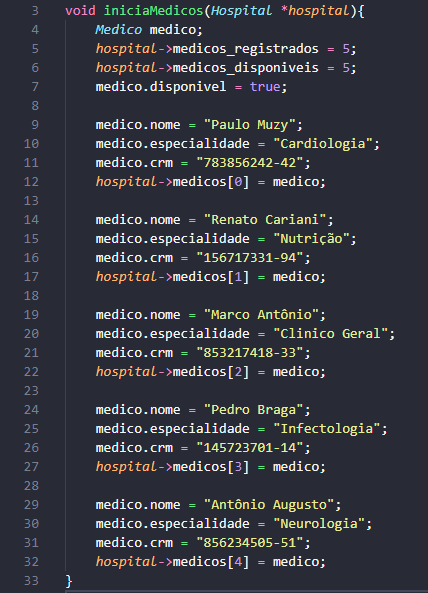 3 void iniciaMedicos(Hospital *hospital){
4 Medico medico;
5 hospital->medicos_registrados = 5;
6 hospital->medicos_disponiveis = 5;
7 medico.disponivel = true;
8
9 medico.nome = "Paulo Muzy";
10 medico.especialidade = "Cardiologia";
11 medico.crm = "783856242-42";
12 hospital->medicos[0] = medico;
13
14 medico.nome = "Renato Cariani";
15 medico.especialidade = "Nutrição";
16 medico.crm = "156717331-94";
17 hospital->medicos[1] = medico;
18
19 medico.nome = "Marco Antônio";
20 medico.especialidade = "Clinico Geral";
21 medico.crm = "853217418-33";
22 hospital->medicos[2] = medico;
23
24 medico.nome = "Pedro Braga";
25 medico.especialidade = "Infectologia";
26 medico.crm = "145723701-14";
27 hospital->medicos[3] = medico;
28
29 medico.nome = "Antônio Augusto";
30 medico.especialidade = "Neurologia";
31 medico.crm = "856234505-51";
32 hospital->medicos[4] = medico;
33 }